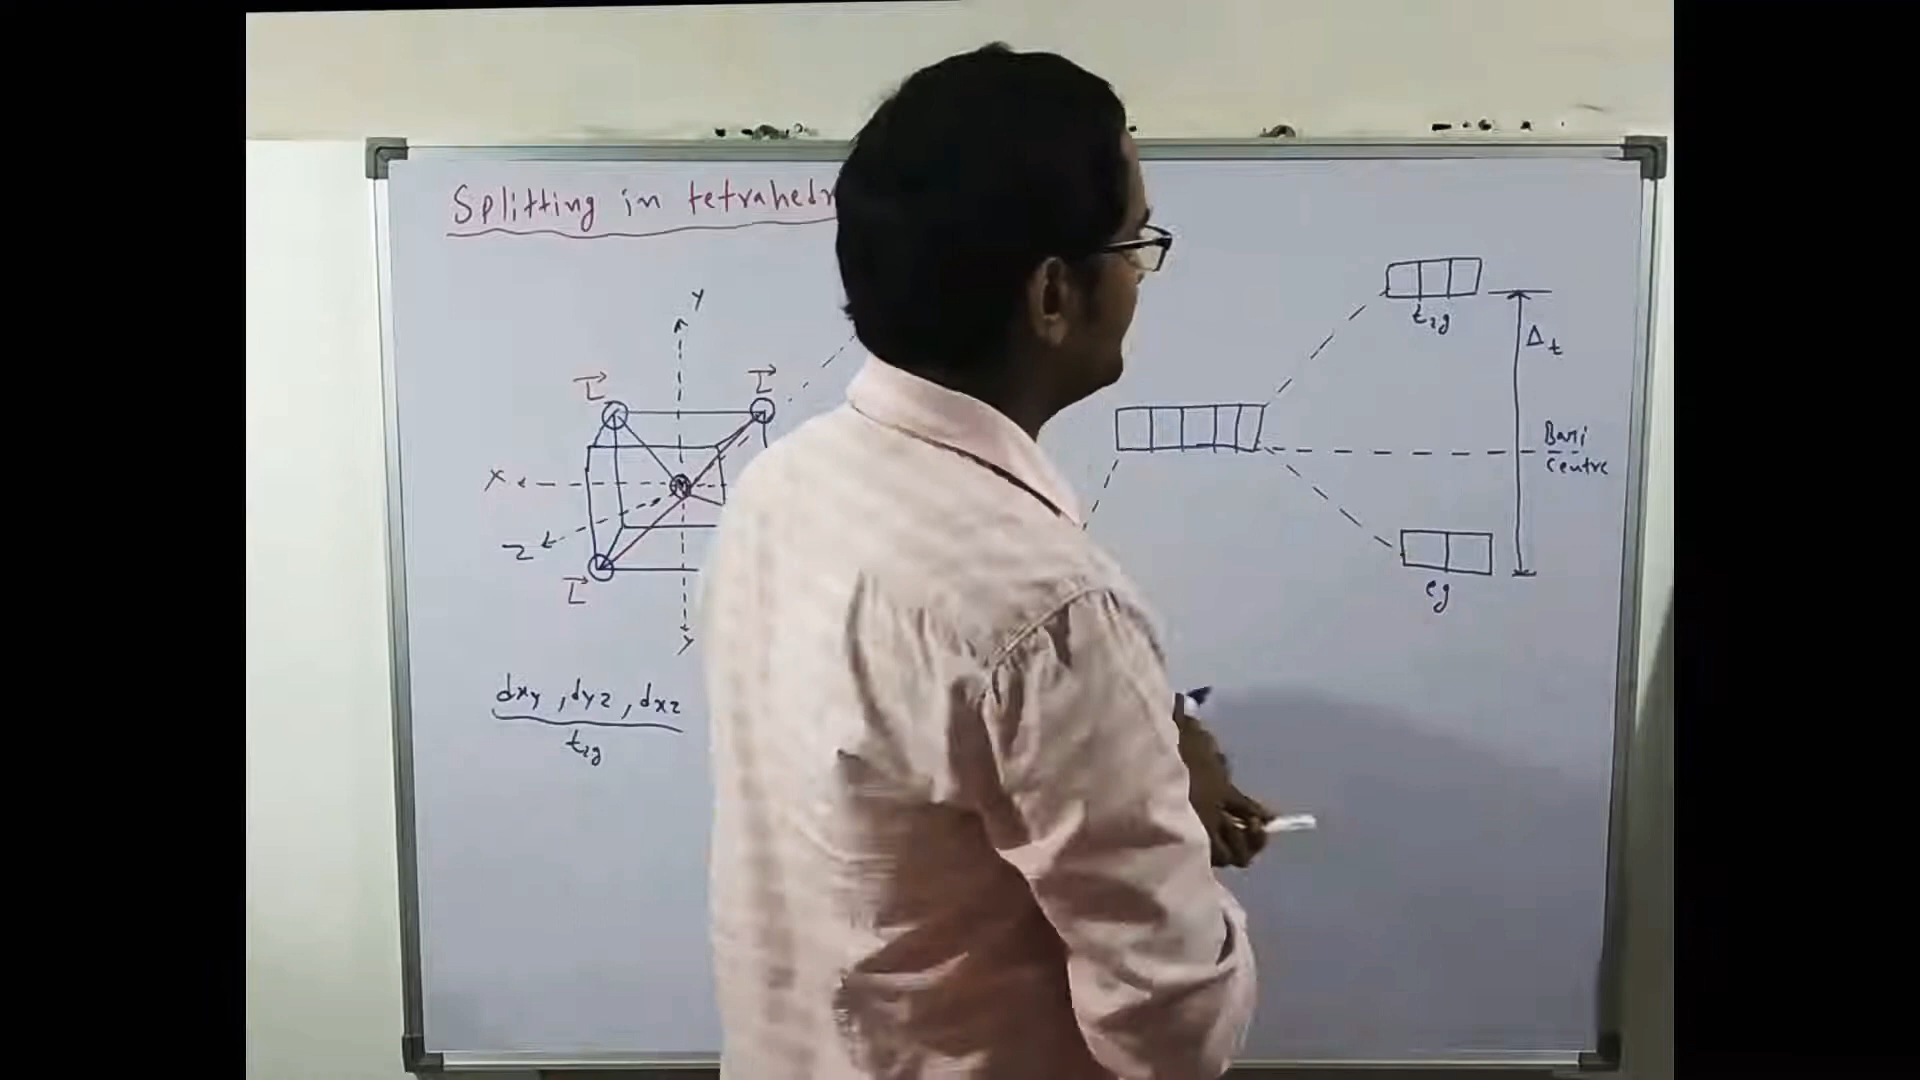 Splitting in tetrahedr
Y
L
L
X
M
Z
L
Y
dxy, dyz, dxz
t2g
t2g
Δt
Bari
centre
eg